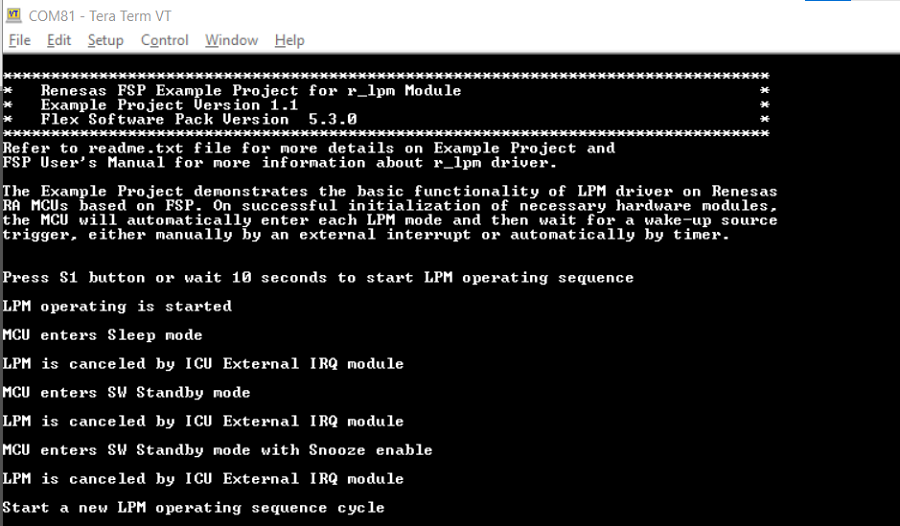 COM81 - Tera Term VT
File Edit Setup Control Window Help
********************************************************************************
* Renesas FSP Example Project for r_lpm Module *
* Example Project Version 1.1 *
* Flex Software Pack Version 5.3.0 *
********************************************************************************
Refer to readme.txt file for more details on Example Project and
FSP User's Manual for more information about r_lpm driver.
The Example Project demonstrates the basic functionality of LPM driver on Renesas
RA MCUs based on FSP. On successful initialization of necessary hardware modules,
the MCU will automatically enter each LPM mode and then wait for a wake-up source
trigger, either manually by an external interrupt or automatically by timer.
Press S1 button or wait 10 seconds to start LPM operating sequence
LPM operating is started
MCU enters Sleep mode
LPM is canceled by ICU External IRQ module
MCU enters SW Standby mode
LPM is canceled by ICU External IRQ module
MCU enters SW Standby mode with Snooze enable
LPM is canceled by ICU External IRQ module
Start a new LPM operating sequence cycle